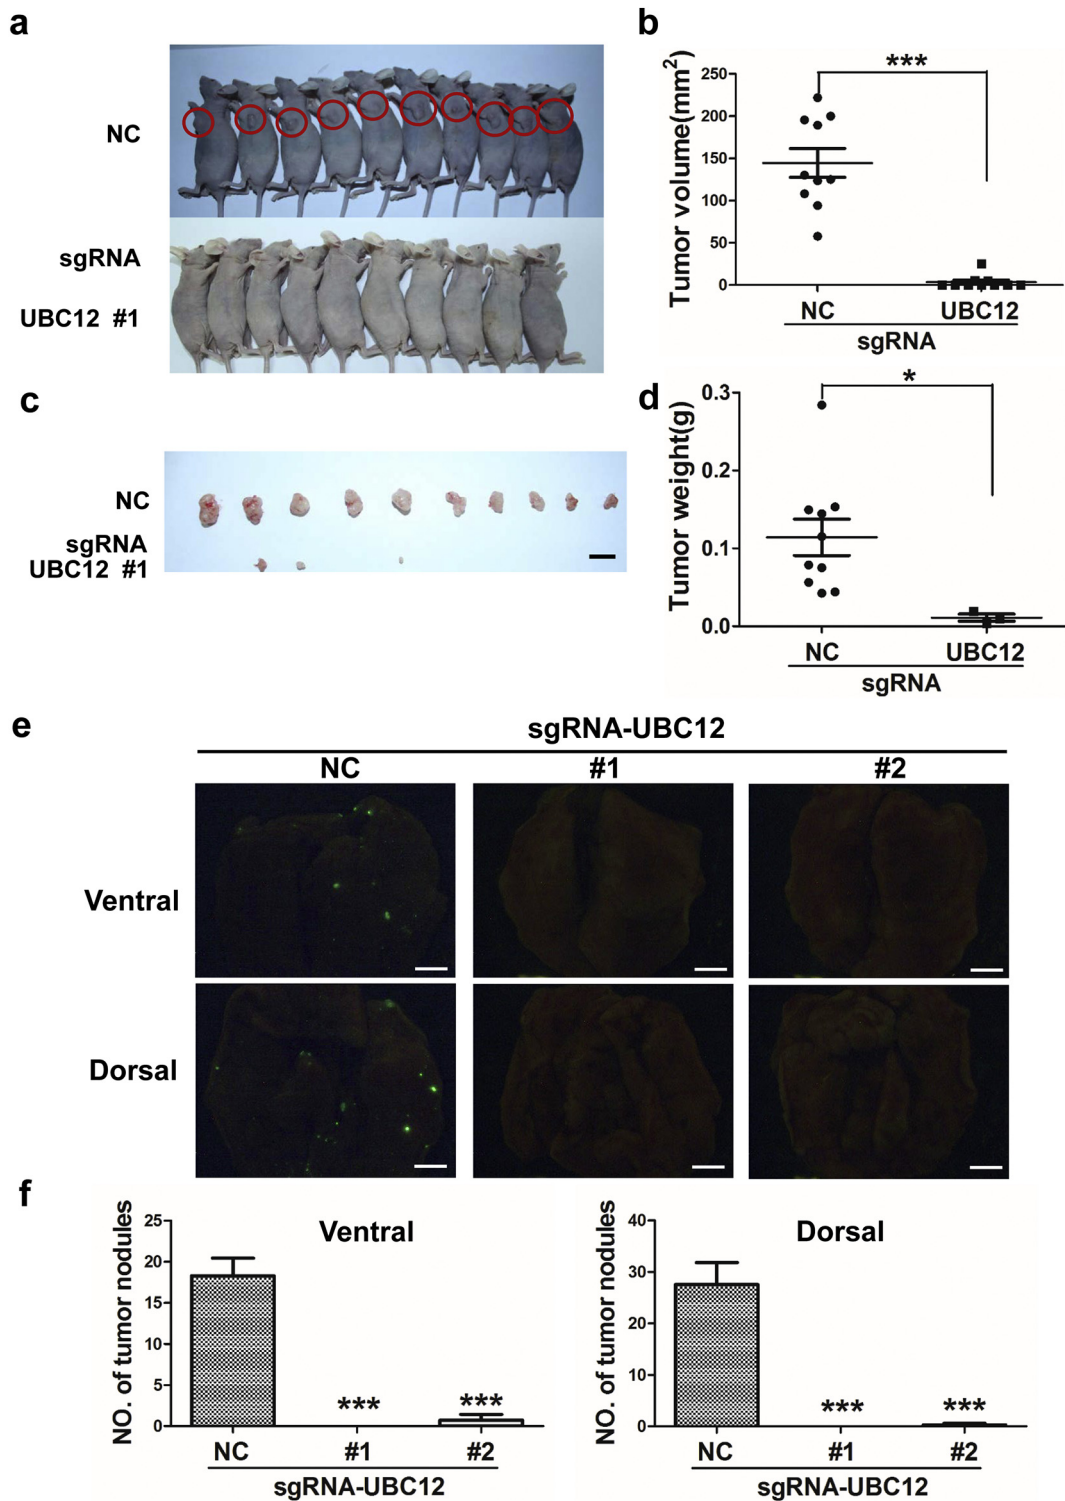 a
NC
sgRNA
UBC12 #1
b
Tumor volume(mm2)
250
200
150
100
50
0
***
NC
UBC12
sgRNA
c
NC
sgRNA
UBC12 #1
d
Tumor weight(g)
0.3
0.2
0.1
0.0
*
NC
UBC12
sgRNA
e
sgRNA-UBC12
NC #1 #2
Ventral
Dorsal
f
NO. of tumor nodules
25
20
15
10
5
0
Ventral
*** ***
NC #1 #2
sgRNA-UBC12
NO. of tumor nodules
40
30
20
10
0
Dorsal
*** ***
NC #1 #2
sgRNA-UBC12